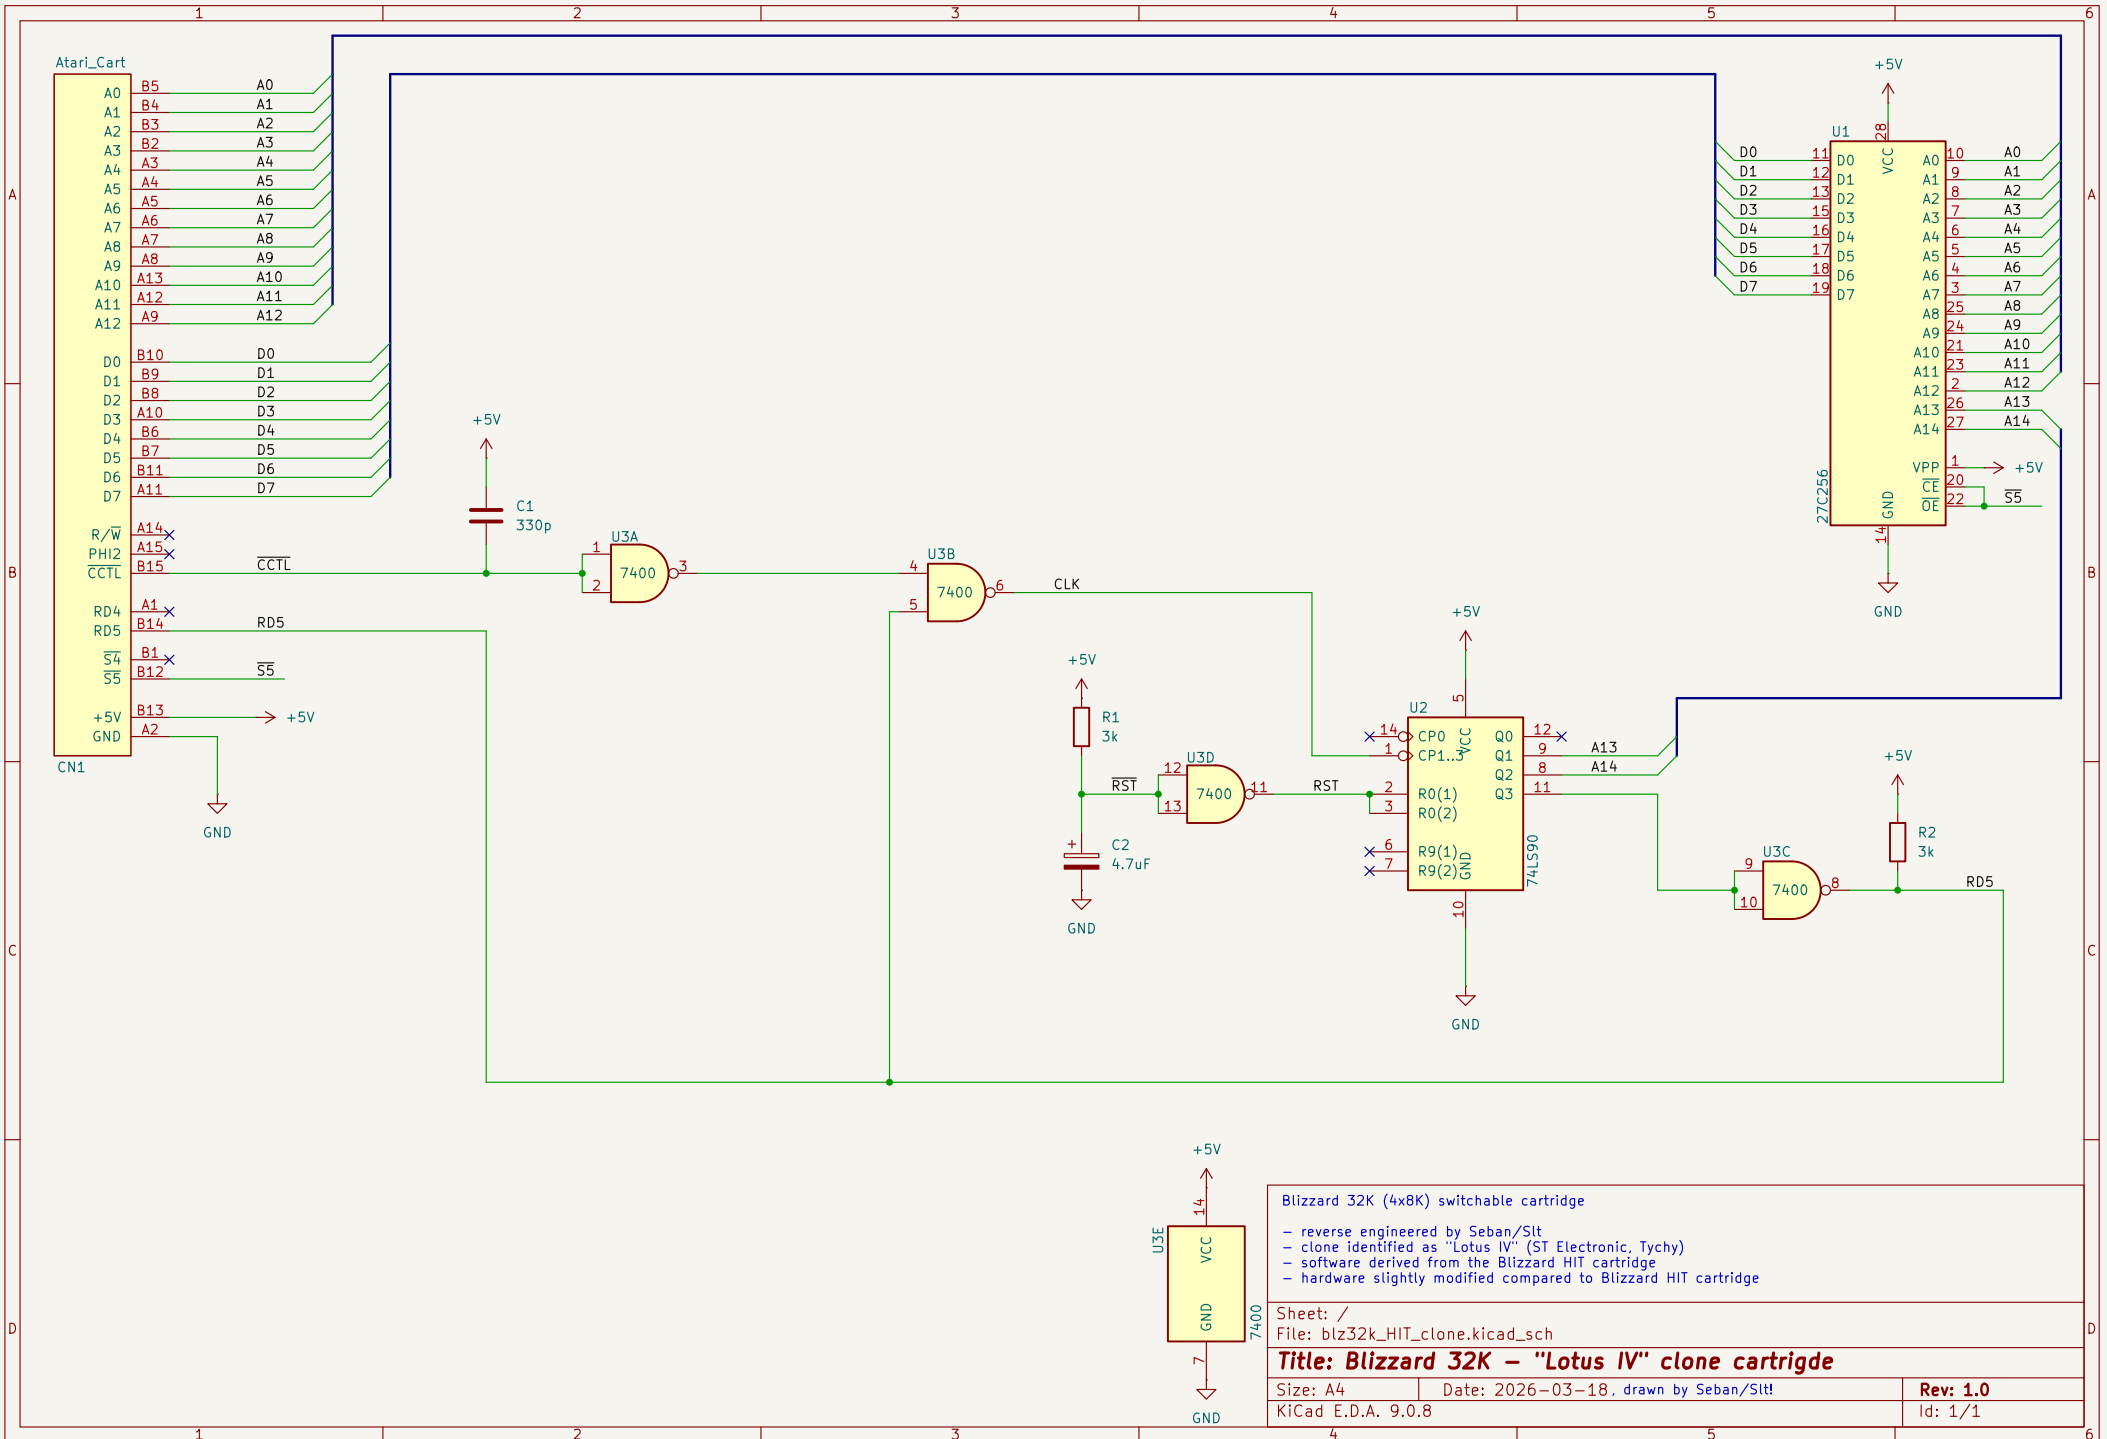 1 2 3 4 5 6
A
B
C
D
A
B
C
D
1 2 3 4 5 6
Atari_Cart
A0 B5 A0
A1 B4 A1
A2 B3 A2
A3 B2 A3
A4 A3 A4
A5 A4 A5
A6 A5 A6
A7 A6 A7
A8 A7 A8
A9 A8 A9
A10 A13 A10
A11 A12 A11
A12 A9 A12
D0 B10 D0
D1 B9 D1
D2 B8 D2
D3 A10 D3
D4 B6 D4
D5 B7 D5
D6 B11 D6
D7 A11 D7
R/W A14
PHI2 A15
CCTL B15 CCTL
RD4 A1
RD5 B14 RD5
S4 B1
S5 B12 S5
+5V B13 +5V
GND A2
CN1
GND
+5V
C1
330p
U3A
1
2
7400
3
U3B
4
5
7400
6
CLK
+5V
R1
3k
RST
C2
4.7uF
+
GND
U3D
12
13
7400
11
RST
+5V
5
U2
VCC
14 CP0 Q0 12
1 CP1..3 Q1 9 A13
Q2 8 A14
2 R0(1) Q3 11
3 R0(2)
6 R9(1)
7 R9(2)
GND
74LS90
10
GND
U3C
9
10
7400
8
+5V
R2
3k
RD5
+5V
28
U1
VCC
D0 11 D0 A0 10 A0
D1 12 D1 A1 9 A1
D2 13 D2 A2 8 A2
D3 15 D3 A3 7 A3
D4 16 D4 A4 6 A4
D5 17 D5 A5 5 A5
D6 18 D6 A6 4 A6
D7 19 D7 A7 3 A7
A8 25 A8
A9 24 A9
A10 21 A10
A11 23 A11
A12 2 A12
A13 26 A13
A14 27 A14
VPP 1 +5V
CE 20
OE 22 S5
27C256
GND
14
GND
+5V
14
U3E
VCC
GND
7400
7
GND
Blizzard 32K (4x8K) switchable cartridge
- reverse engineered by Seban/Slt
- clone identified as "Lotus IV" (ST Electronic, Tychy)
- software derived from the Blizzard HIT cartridge
- hardware slightly modified compared to Blizzard HIT cartridge
Sheet: /
File: blz32k_HIT_clone.kicad_sch
Title: Blizzard 32K – "Lotus IV" clone cartrigde
Size: A4 Date: 2026-03-18, drawn by Seban/Slt! Rev: 1.0
KiCad E.D.A. 9.0.8 Id: 1/1